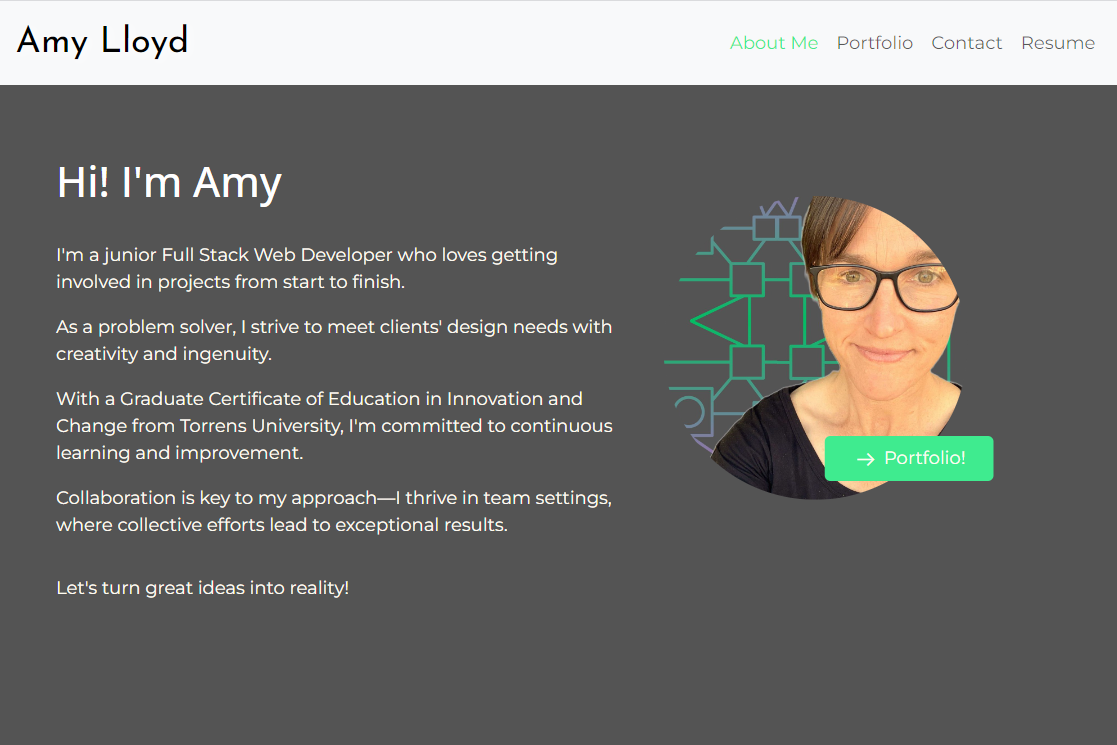 Amy Lloyd
About Me Portfolio Contact Resume
Hi! I'm Amy
I'm a junior Full Stack Web Developer who loves getting
involved in projects from start to finish.
As a problem solver, I strive to meet clients' design needs with
creativity and ingenuity.
With a Graduate Certificate of Education in Innovation and
Change from Torrens University, I'm committed to continuous
learning and improvement.
Collaboration is key to my approach—I thrive in team settings,
where collective efforts lead to exceptional results.
Let's turn great ideas into reality!
→ Portfolio!